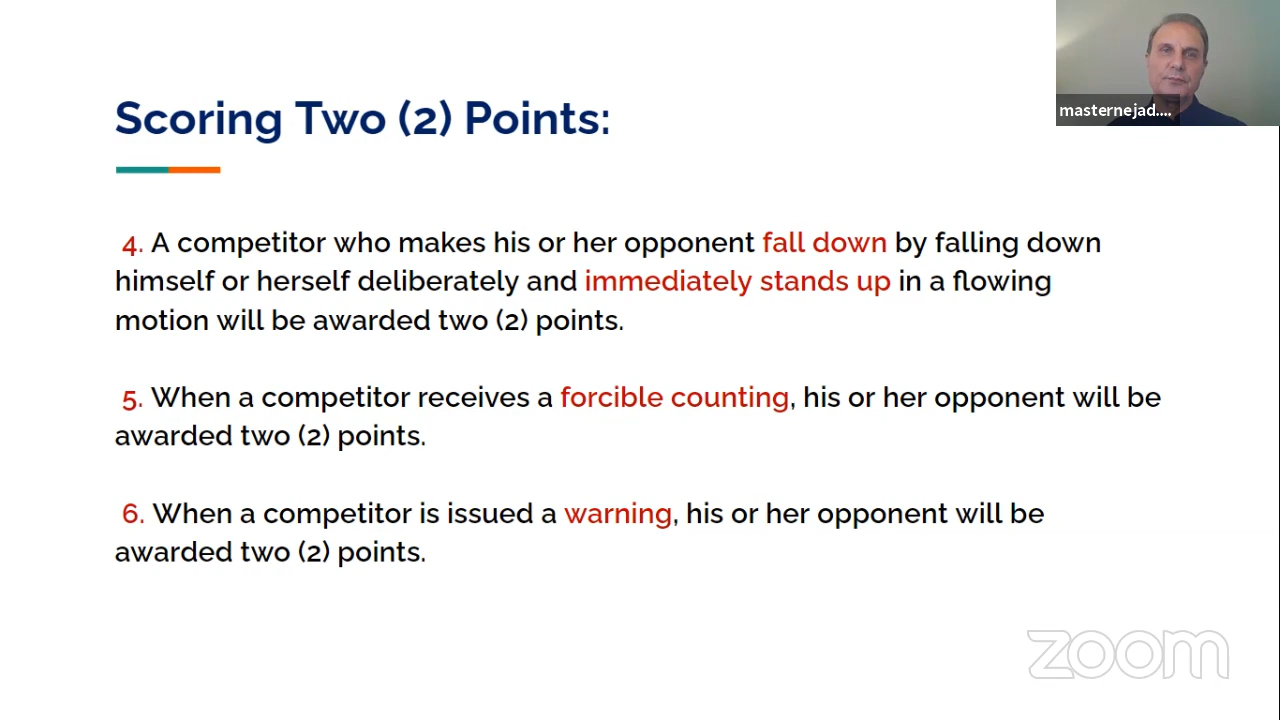 masternejad....
Scoring Two (2) Points:
4. A competitor who makes his or her opponent fall down by falling down
himself or herself deliberately and immediately stands up in a flowing
motion will be awarded two (2) points.
5. When a competitor receives a forcible counting, his or her opponent will be
awarded two (2) points.
6. When a competitor is issued a warning, his or her opponent will be
awarded two (2) points.
zoom